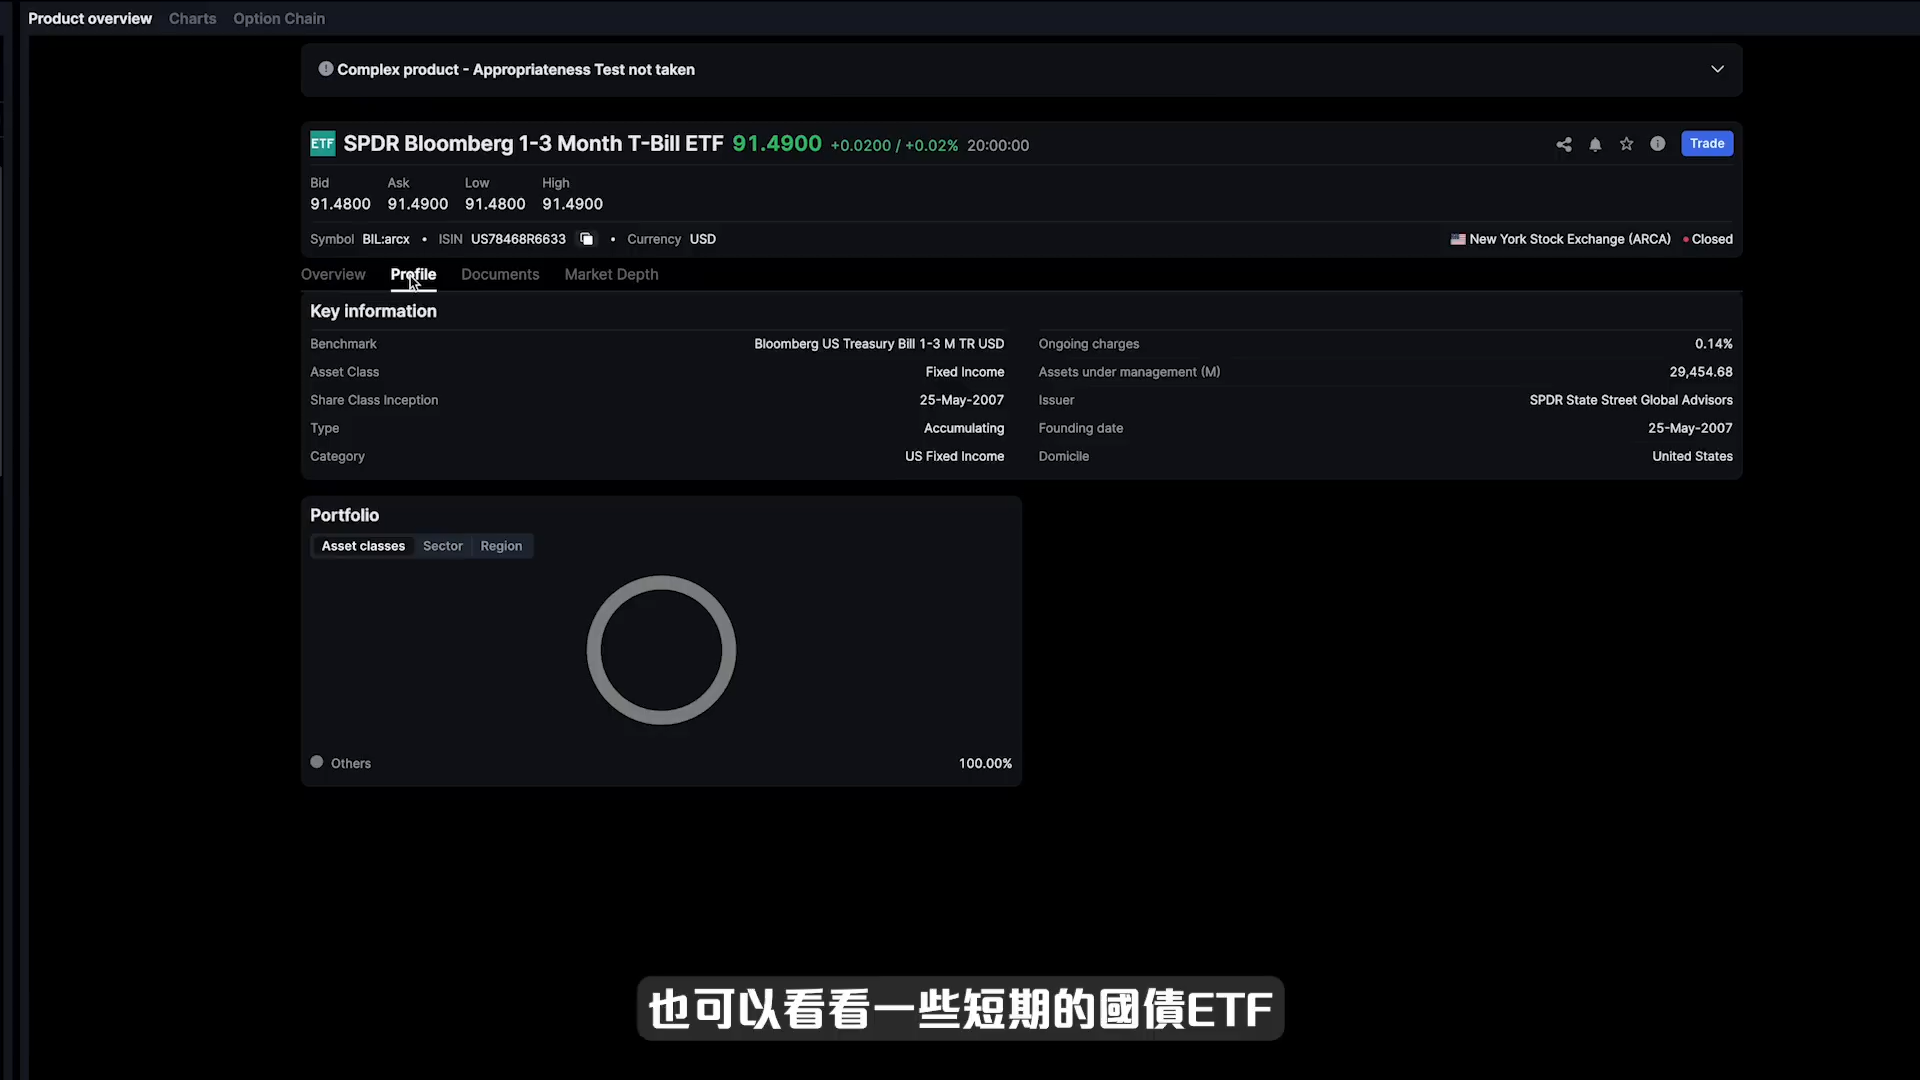 Product overview Charts Option Chain
Complex product - Appropriateness Test not taken
ETF SPDR Bloomberg 1-3 Month T-Bill ETF 91.4900 +0.0200 / +0.02% 20:00:00
Trade
Bid Ask Low High
91.4800 91.4900 91.4800 91.4900
Symbol BIL:arcx • ISIN US78468R6633 • Currency USD
New York Stock Exchange (ARCA) • Closed
Overview Profile Documents Market Depth
Key information
Benchmark Bloomberg US Treasury Bill 1-3 M TR USD
Asset Class Fixed Income
Share Class Inception 25-May-2007
Type Accumulating
Category US Fixed Income
Ongoing charges 0.14%
Assets under management (M) 29,454.68
Issuer SPDR State Street Global Advisors
Founding date 25-May-2007
Domicile United States
Portfolio
Asset classes Sector Region
Others 100.00%
也可以看看一些短期的國債ETF